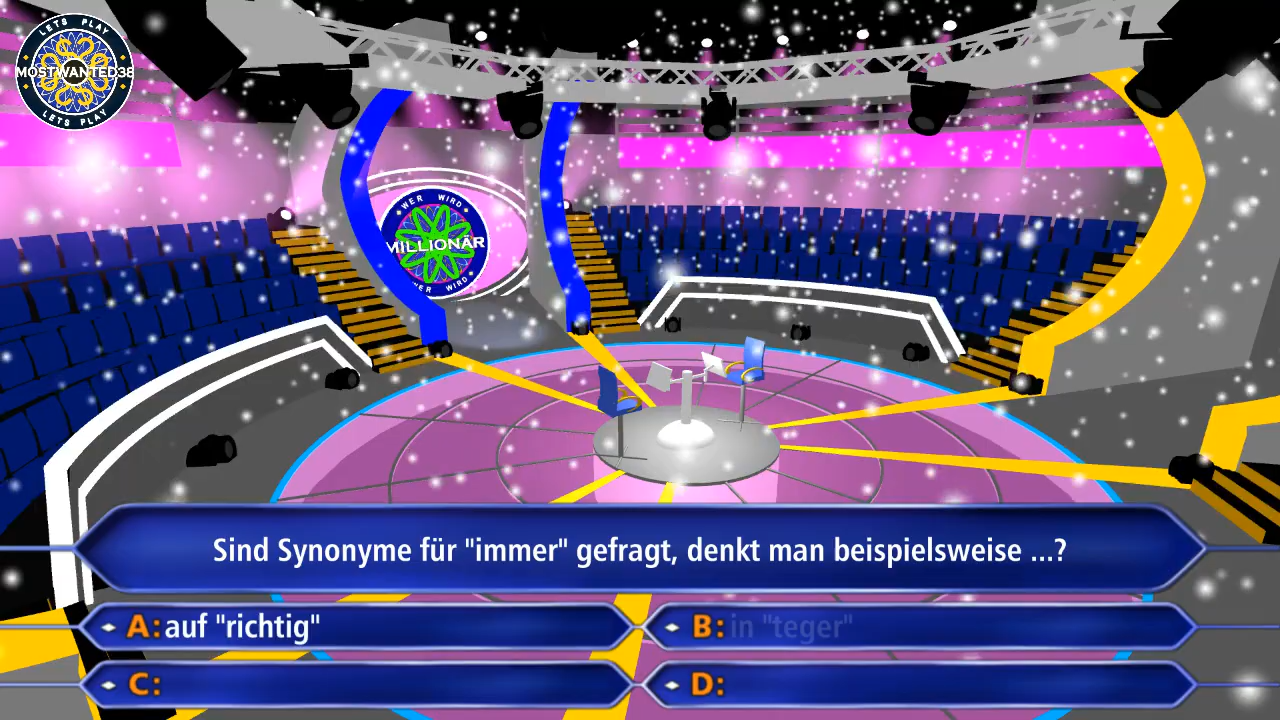 LETS PLAY
MOSTWANTED38
LETS PLAY
WER WIRD
MILLIONÄR
WER WIRD
Sind Synonyme für "immer" gefragt, denkt man beispielsweise ...?
A: auf "richtig"
B: in "teger"
C:
D: